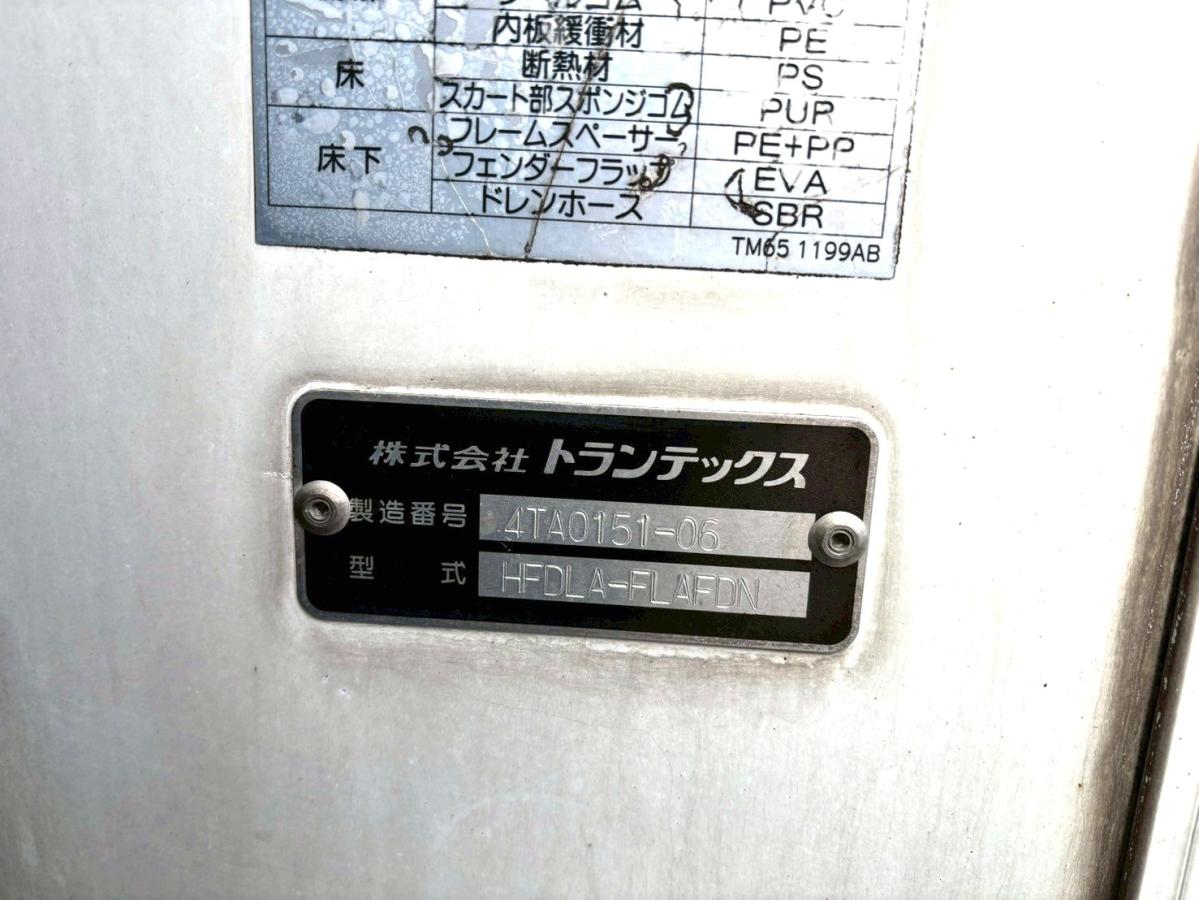 PVC
内板緩衝材 PE
床 断熱材 PS
スカート部スポンジゴム PUR
床下 フレームスペーサー PE+PP
フェンダーフラップ EVA
ドレンホース SBR
TM65 1199AB
株式会社 トランテックス
製造番号 4TA0151-06
型式 HFDLA-FLAFDN